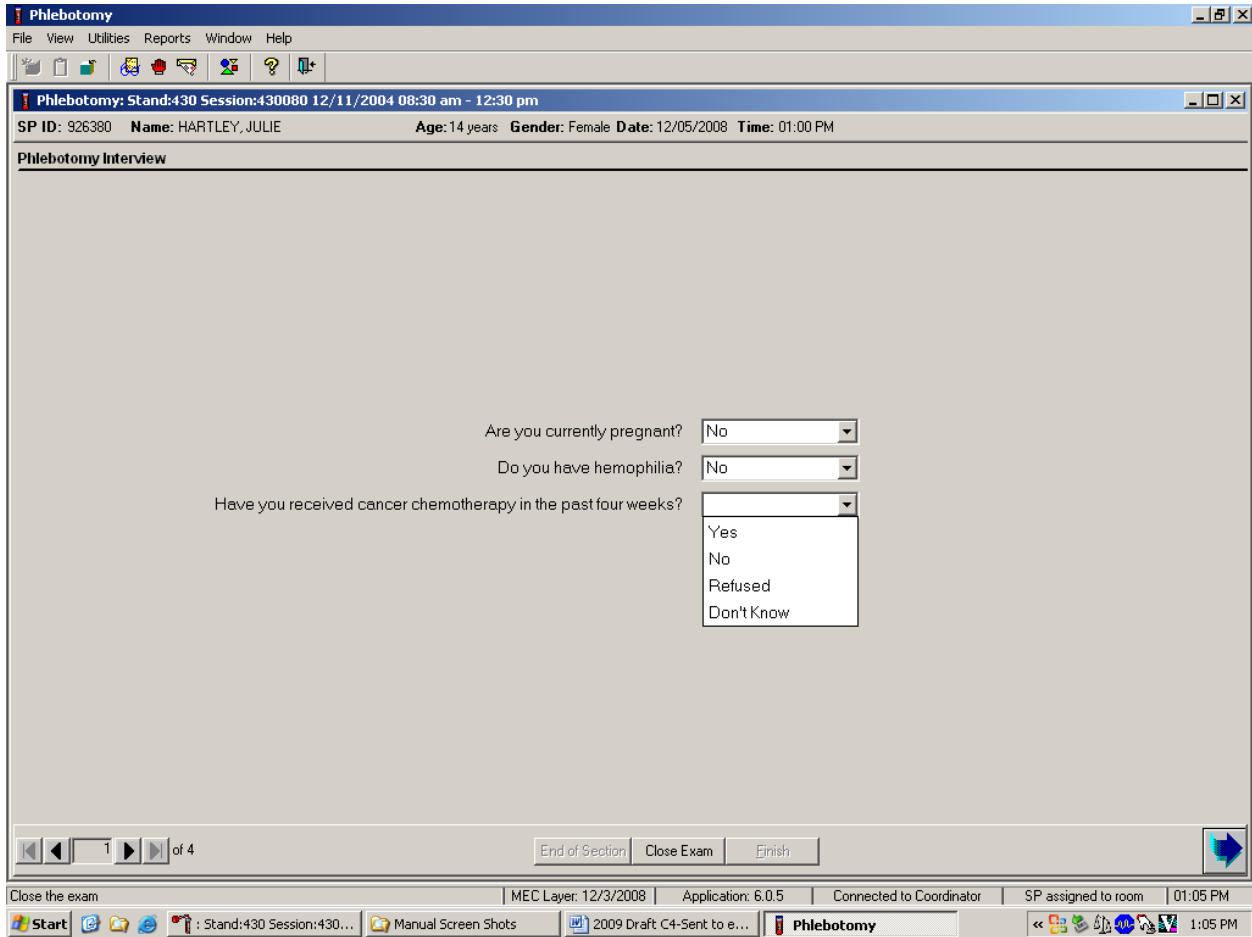 Phlebotomy
File View Utilities Reports Window Help
Phlebotomy: Stand:430 Session:430080 12/11/2004 08:30 am - 12:30 pm
SP ID: 926380 Name: HARTLEY, JULIE Age: 14 years Gender: Female Date: 12/05/2008 Time: 01:00 PM
Phlebotomy Interview
Are you currently pregnant? No
Do you have hemophilia? No
Have you received cancer chemotherapy in the past four weeks?
Yes
No
Refused
Don't Know
1 of 4 End of Section Close Exam Finish
Close the exam MEC Layer: 12/3/2008 Application: 6.0.5 Connected to Coordinator SP assigned to room 01:05 PM
Start : Stand:430 Session:430... Manual Screen Shots 2009 Draft C4-Sent to e... Phlebotomy « 1:05 PM